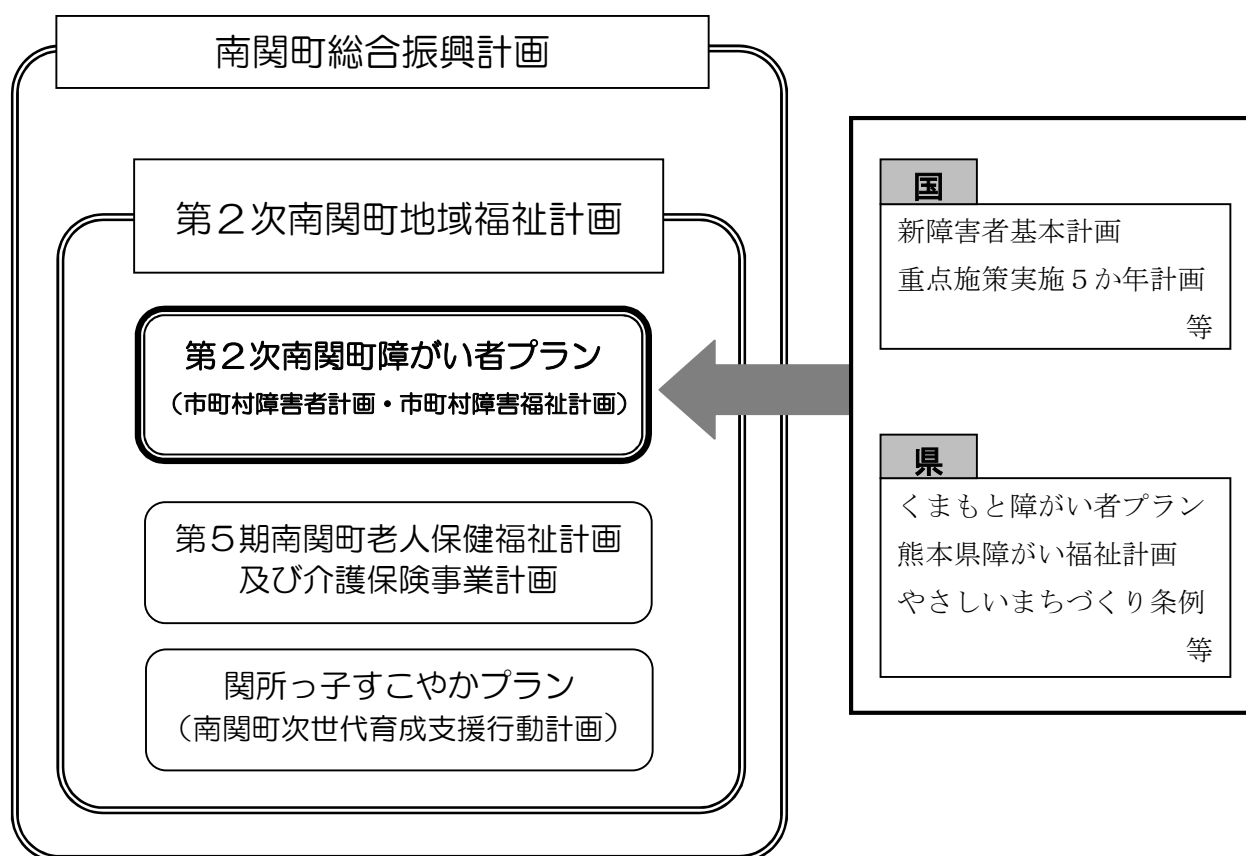 南関町総合振興計画
第２次南関町地域福祉計画
第２次南関町障がい者プラン
（市町村障害者計画・市町村障害福祉計画）
第５期南関町老人保健福祉計画
及び介護保険事業計画
関所っ子すこやかプラン
（南関町次世代育成支援行動計画）
国
新障害者基本計画
重点施策実施５か年計画
等
県
くまもと障がい者プラン
熊本県障がい福祉計画
やさしいまちづくり条例
等